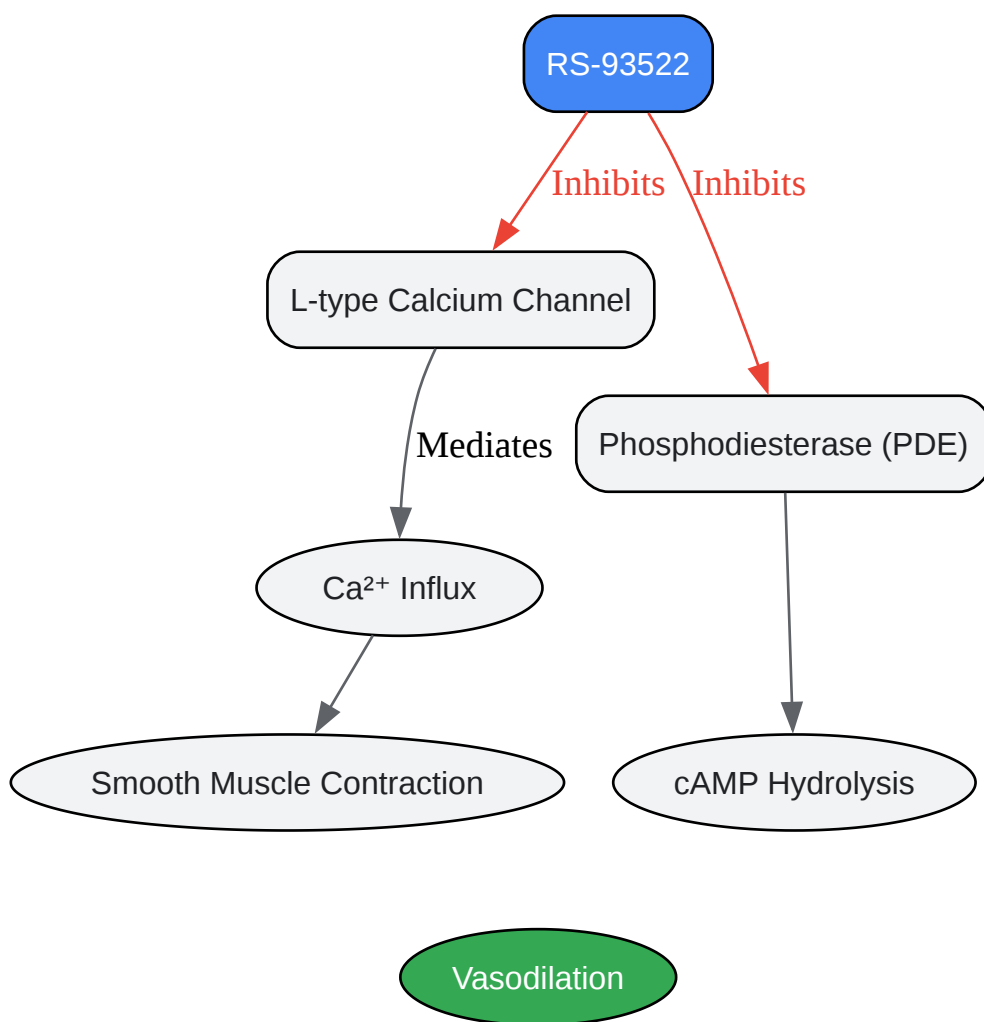 RS-93522
Inhibits
Inhibits
L-type Calcium Channel
Mediates
Phosphodiesterase (PDE)
Ca²⁺ Influx
Smooth Muscle Contraction
cAMP Hydrolysis
Vasodilation